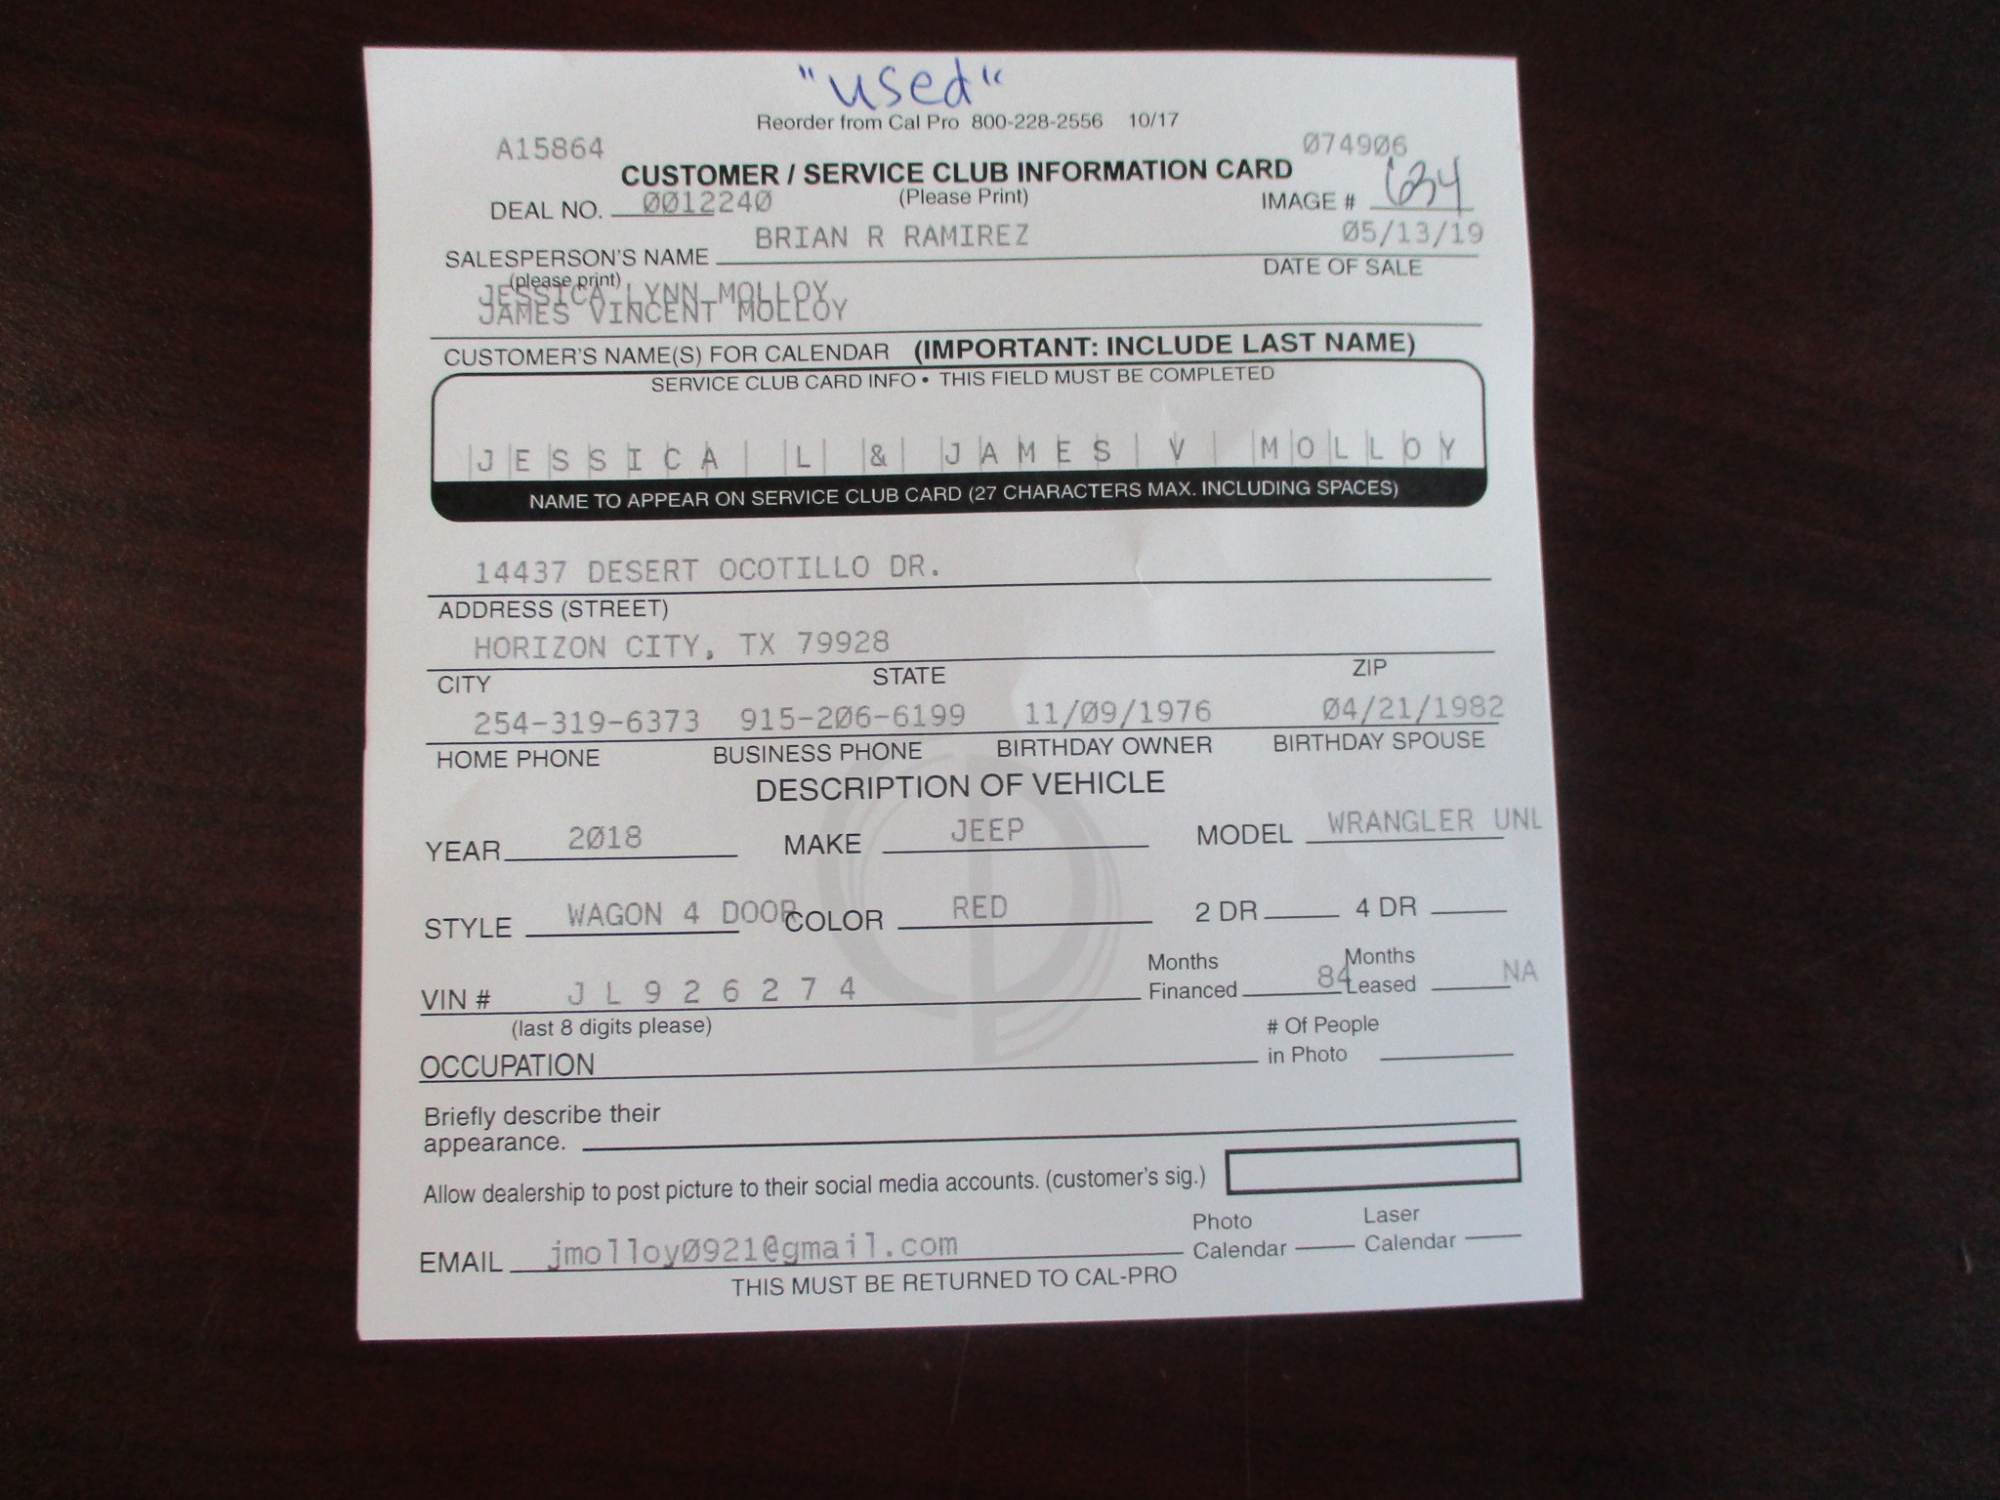 "used"
Reorder from Cal Pro 800-228-2556 10/17
A15864 074906
CUSTOMER / SERVICE CLUB INFORMATION CARD
(Please Print)
DEAL NO. 0012240 IMAGE # 634
SALESPERSON'S NAME BRIAN R RAMIREZ 05/13/19
(please print) DATE OF SALE
JESSICA LYNN MOLLOY
JAMES VINCENT MOLLOY
CUSTOMER'S NAME(S) FOR CALENDAR (IMPORTANT: INCLUDE LAST NAME)
SERVICE CLUB CARD INFO • THIS FIELD MUST BE COMPLETED
JESSICA L & JAMES V MOLLOY
NAME TO APPEAR ON SERVICE CLUB CARD (27 CHARACTERS MAX. INCLUDING SPACES)
14437 DESERT OCOTILLO DR.
ADDRESS (STREET)
HORIZON CITY, TX 79928
CITY STATE ZIP
254-319-6373 915-206-6199 11/09/1976 04/21/1982
HOME PHONE BUSINESS PHONE BIRTHDAY OWNER BIRTHDAY SPOUSE
DESCRIPTION OF VEHICLE
YEAR 2018 MAKE JEEP MODEL WRANGLER UNL
STYLE WAGON 4 DOOR COLOR RED 2 DR 4 DR
VIN # J L 9 2 6 2 7 4 Months Financed 84 Months Leased NA
(last 8 digits please)
OCCUPATION # Of People in Photo
Briefly describe their
appearance.
Allow dealership to post picture to their social media accounts. (customer's sig.)
EMAIL jmolloy0921@gmail.com Photo Calendar Laser Calendar
THIS MUST BE RETURNED TO CAL-PRO